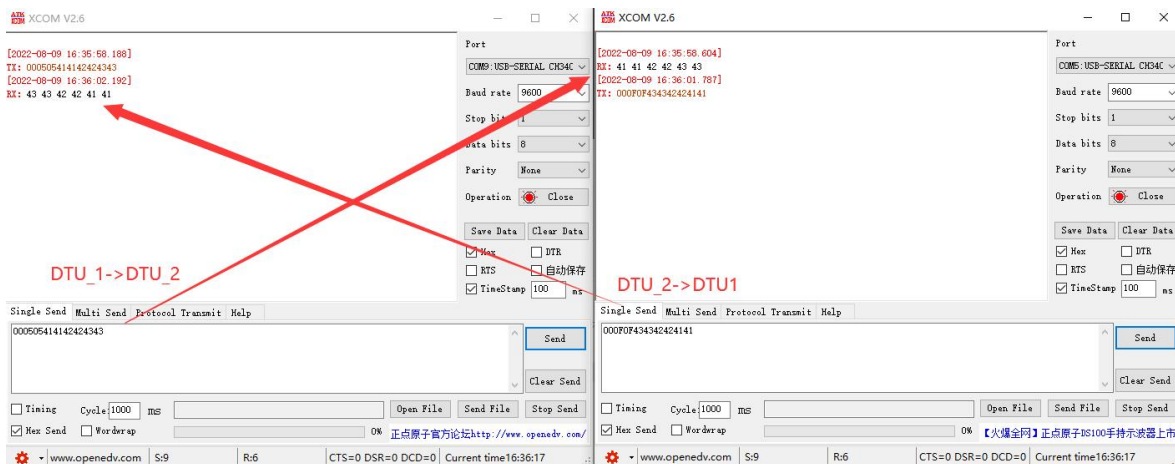 XCOM V2.6
[2022-08-09 16:35:58.188]
TX: 000505414142424343
[2022-08-09 16:36:02.192]
RX: 43 43 42 42 41 41
Port
COM9:USB-SERIAL CH34C
Baud rate 9600
Stop bits 1
Data bits 8
Parity None
Operation Close
Save Data Clear Data
Hex DTR
RTS 自动保存
TimeStamp 100 ms
DTU_1->DTU_2
Single Send Multi Send Protocol Transmit Help
000505414142424343
Send
Clear Send
Timing Cycle: 1000 ms Open File Send File Stop Send
Hex Send Wordwrap 0% 正点原子官方论坛http://www.openedv.com/
www.openedv.com S:9 R:6 CTS=0 DSR=0 DCD=0 Current time16:36:17
XCOM V2.6
[2022-08-09 16:35:58.604]
RX: 41 41 42 42 43 43
[2022-08-09 16:36:01.787]
TX: 000F0F434342424141
Port
COM5:USB-SERIAL CH34C
Baud rate 9600
Stop bits 1
Data bits 8
Parity None
Operation Close
Save Data Clear Data
Hex DTR
RTS 自动保存
TimeStamp 100 ms
DTU_2->DTU1
Single Send Multi Send Protocol Transmit Help
000F0F434342424141
Send
Clear Send
Timing Cycle: 1000 ms Open File Send File Stop Send
Hex Send Wordwrap 0% 【火爆全网】正点原子DS100手持示波器上市
www.openedv.com S:9 R:6 CTS=0 DSR=0 DCD=0 Current time16:36:17